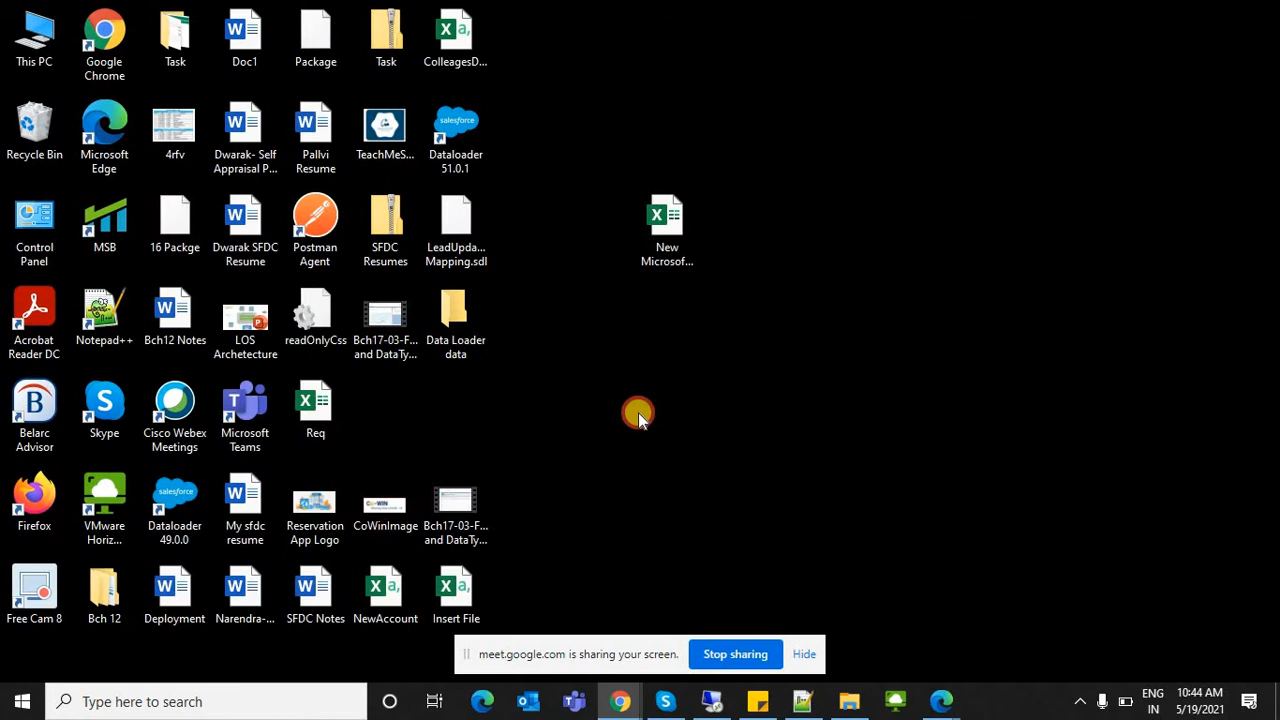 This PC
Google
Chrome
Task
Doc1
Package
Task
ColleagesD...
Recycle Bin
Microsoft
Edge
4rfv
Dwarak- Self
Appraisal P...
Pallvi
Resume
TeachMeS...
salesforce
Dataloader
51.0.1
Control
Panel
MSB
16 Packge
Dwarak SFDC
Resume
Postman
Agent
SFDC
Resumes
LeadUpda...
Mapping.sdl
New
Microsof...
Acrobat
Reader DC
Notepad++
Bch12 Notes
LOS
Archetecture
readOnlyCss
Bch17-03-F...
and DataTy...
Data Loader
data
Belarc
Advisor
Skype
Cisco Webex
Meetings
Microsoft
Teams
Req
Firefox
VMware
Horiz...
salesforce
Dataloader
49.0.0
My sfdc
resume
Reservation
App Logo
CoWIN
CoWinImage
Bch17-03-F...
and DataTy...
Free Cam 8
Bch 12
Deployment
Narendra-...
SFDC Notes
NewAccount
Insert File
meet.google.com is sharing your screen.
Stop sharing
Hide
Type here to search
ENG
IN
10:44 AM
5/19/2021